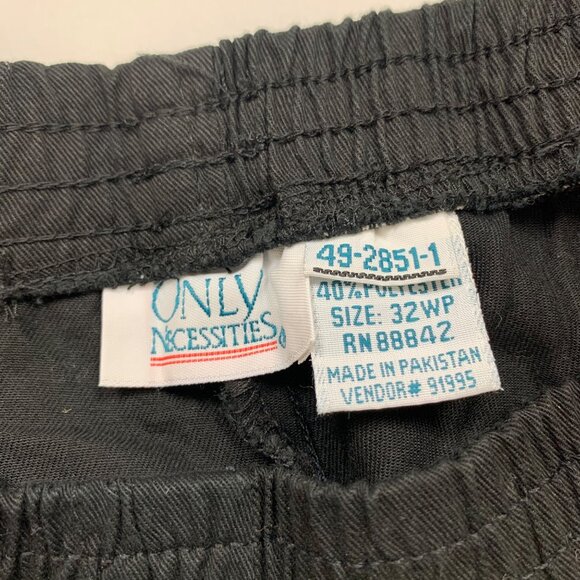 ONLY
NECESSITIES
49-2851-1
40% POLYESTER
SIZE: 32WP
RN 88842
MADE IN PAKISTAN
VENDOR# 91995